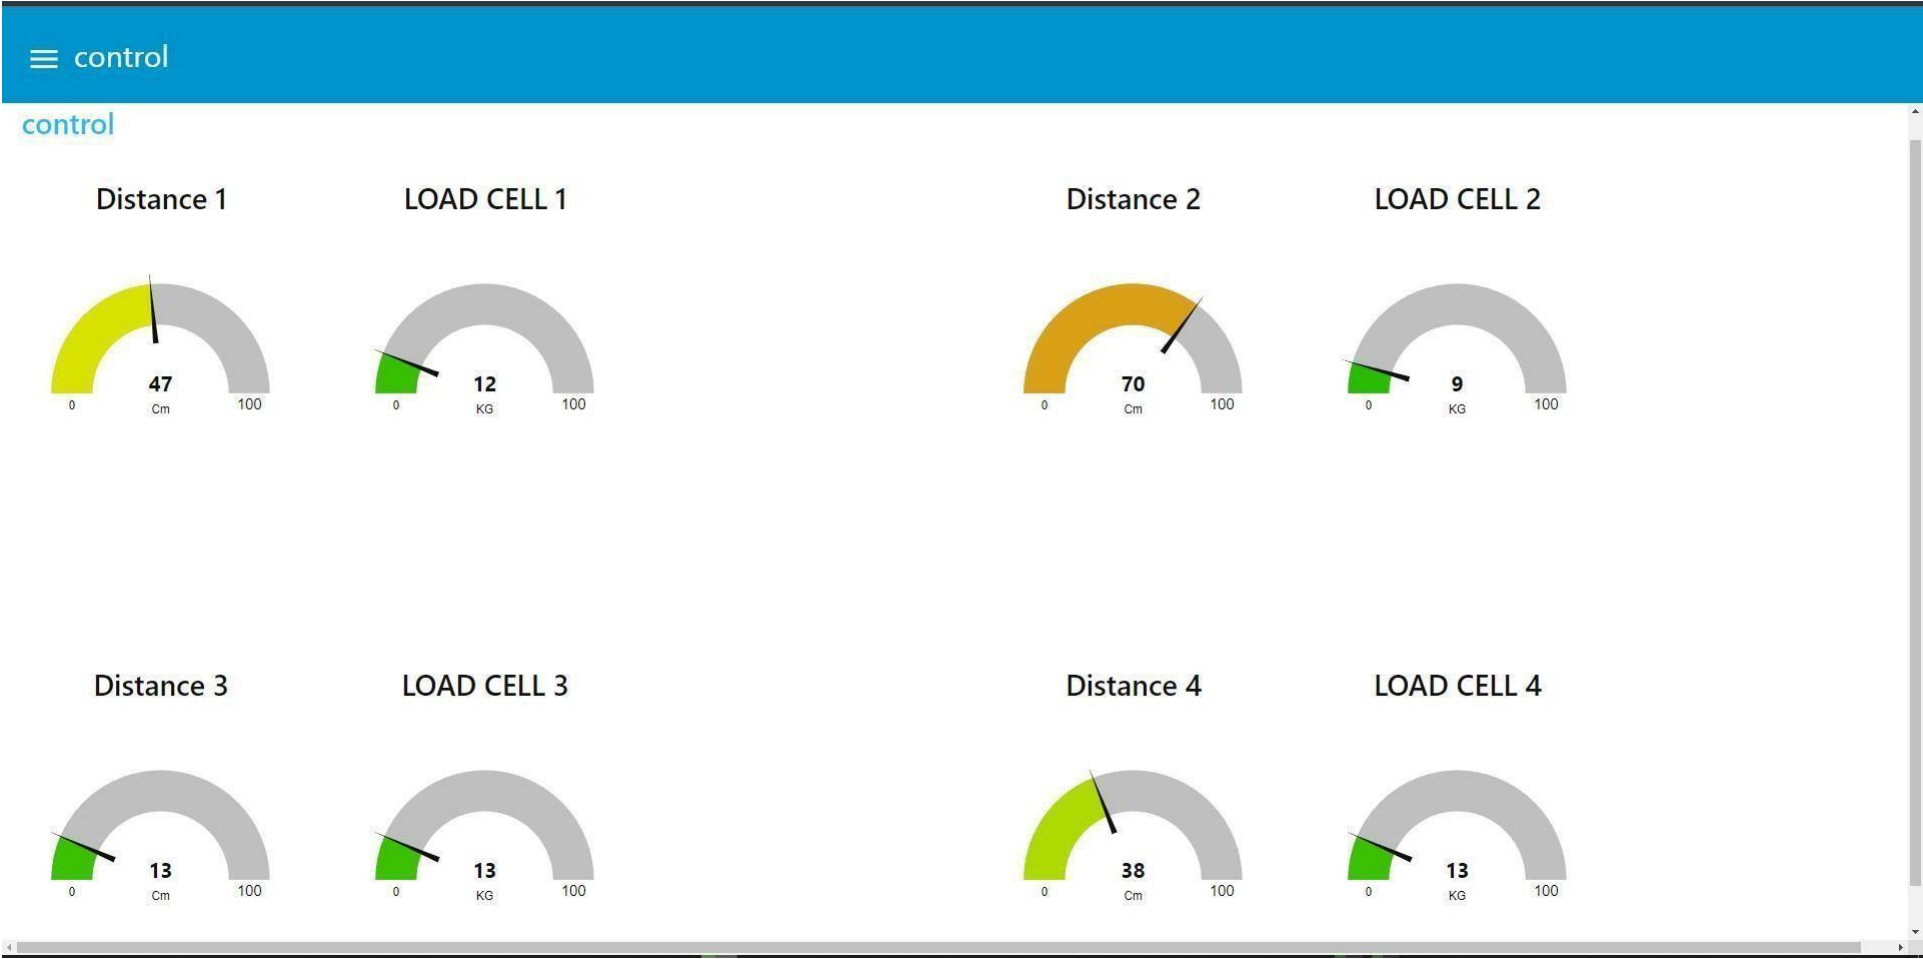 control
control
Distance 1
LOAD CELL 1
Distance 2
LOAD CELL 2
47
Cm
0
100
12
KG
0
100
70
Cm
0
100
9
KG
0
100
Distance 3
LOAD CELL 3
Distance 4
LOAD CELL 4
13
Cm
0
100
13
KG
0
100
38
Cm
0
100
13
KG
0
100